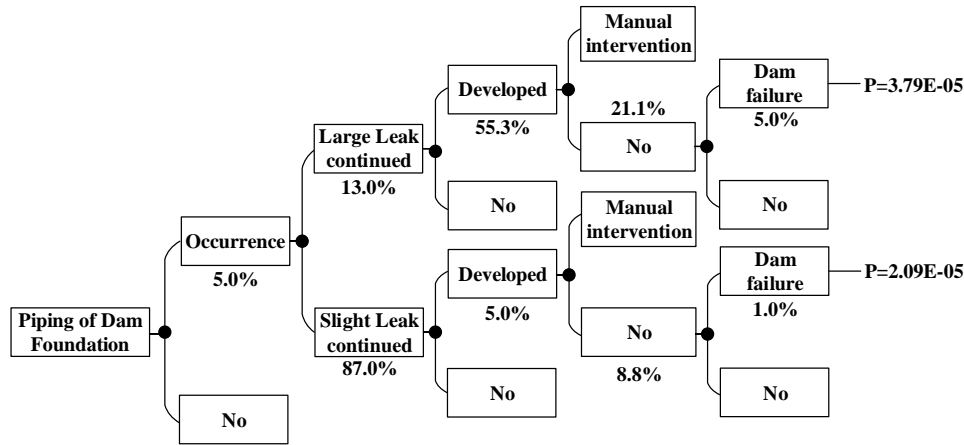 Piping of Dam
Foundation
Occurrence
5.0%
No
Large Leak
continued
13.0%
Slight Leak
continued
87.0%
Developed
55.3%
No
Developed
5.0%
No
Manual
intervention
21.1%
No
Manual
intervention
No
8.8%
Dam
failure
5.0%
No
Dam
failure
1.0%
No
P=3.79E-05
P=2.09E-05